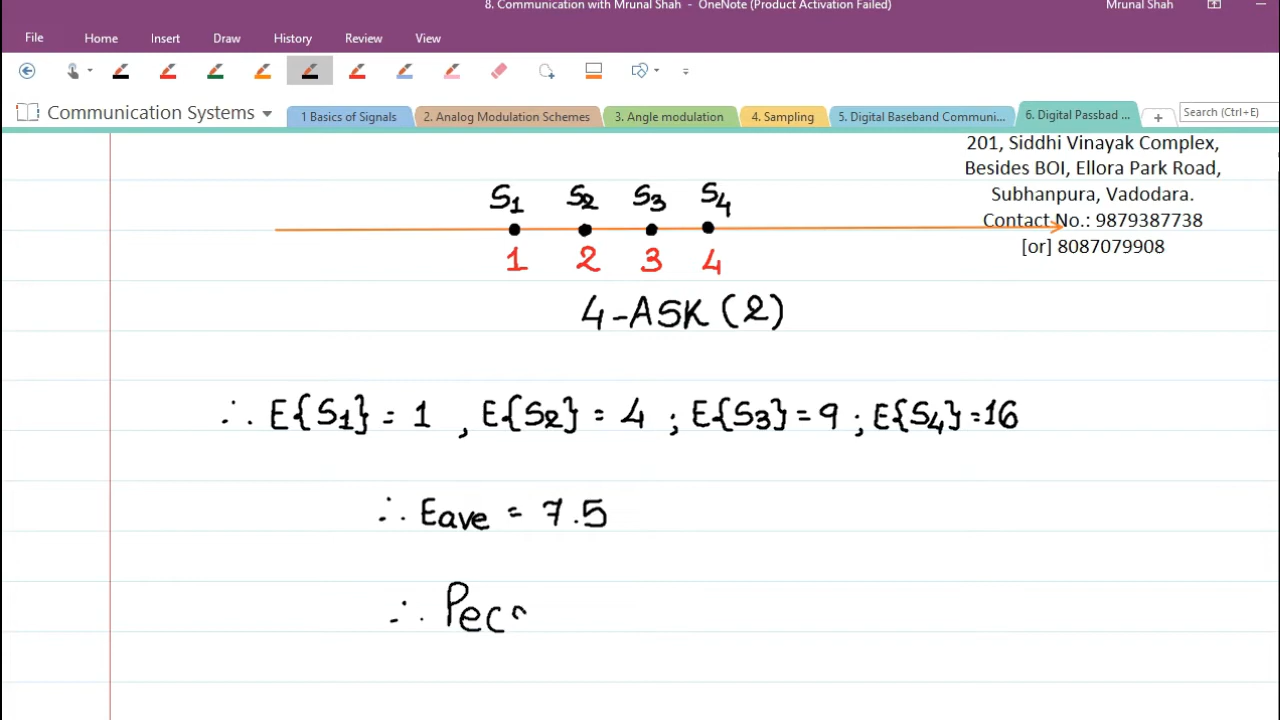 8. Communication with Mrunal Shah - OneNote (Product Activation Failed)
Mrunal Shah
File Home Insert Draw History Review View
Communication Systems
1 Basics of Signals
2. Analog Modulation Schemes
3. Angle modulation
4. Sampling
5. Digital Baseband Communi...
6. Digital Passbad ...
Search (Ctrl+E)
201, Siddhi Vinayak Complex,
Besides BOI, Ellora Park Road,
Subhanpura, Vadodara.
Contact No.: 9879387738
[or] 8087079908
S1 S2 S3 S4
1 2 3 4
4-ASK (2)
∴ E{S1} = 1 , E{S2} = 4 ; E{S3} = 9 ; E{S4} = 16
∴ Eave = 7.5
∴ Pec